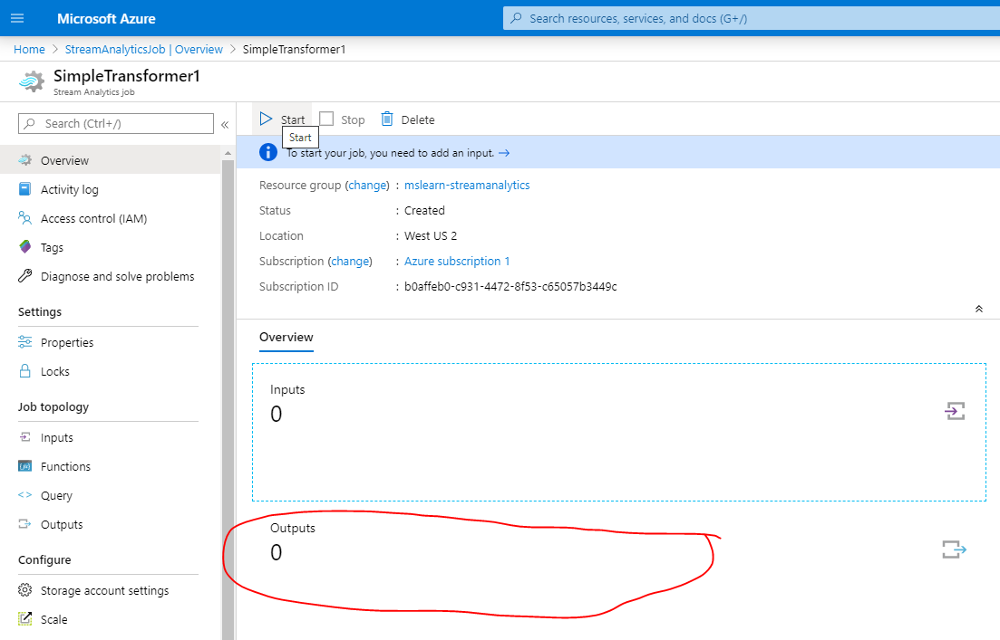 Microsoft Azure
Search resources, services, and docs (G+/)
Home > StreamAnalyticsJob | Overview > SimpleTransformer1
SimpleTransformer1
Stream Analytics job
Search (Ctrl+/)
«
Overview
Activity log
Access control (IAM)
Tags
Diagnose and solve problems
Settings
Properties
Locks
Job topology
Inputs
Functions
Query
Outputs
Configure
Storage account settings
Scale
Start Stop Delete
Start
To start your job, you need to add an input. →
Resource group (change) : mslearn-streamanalytics
Status : Created
Location : West US 2
Subscription (change) : Azure subscription 1
Subscription ID : b0affeb0-c931-4472-8f53-c65057b3449c
Overview
Inputs
0
Outputs
0